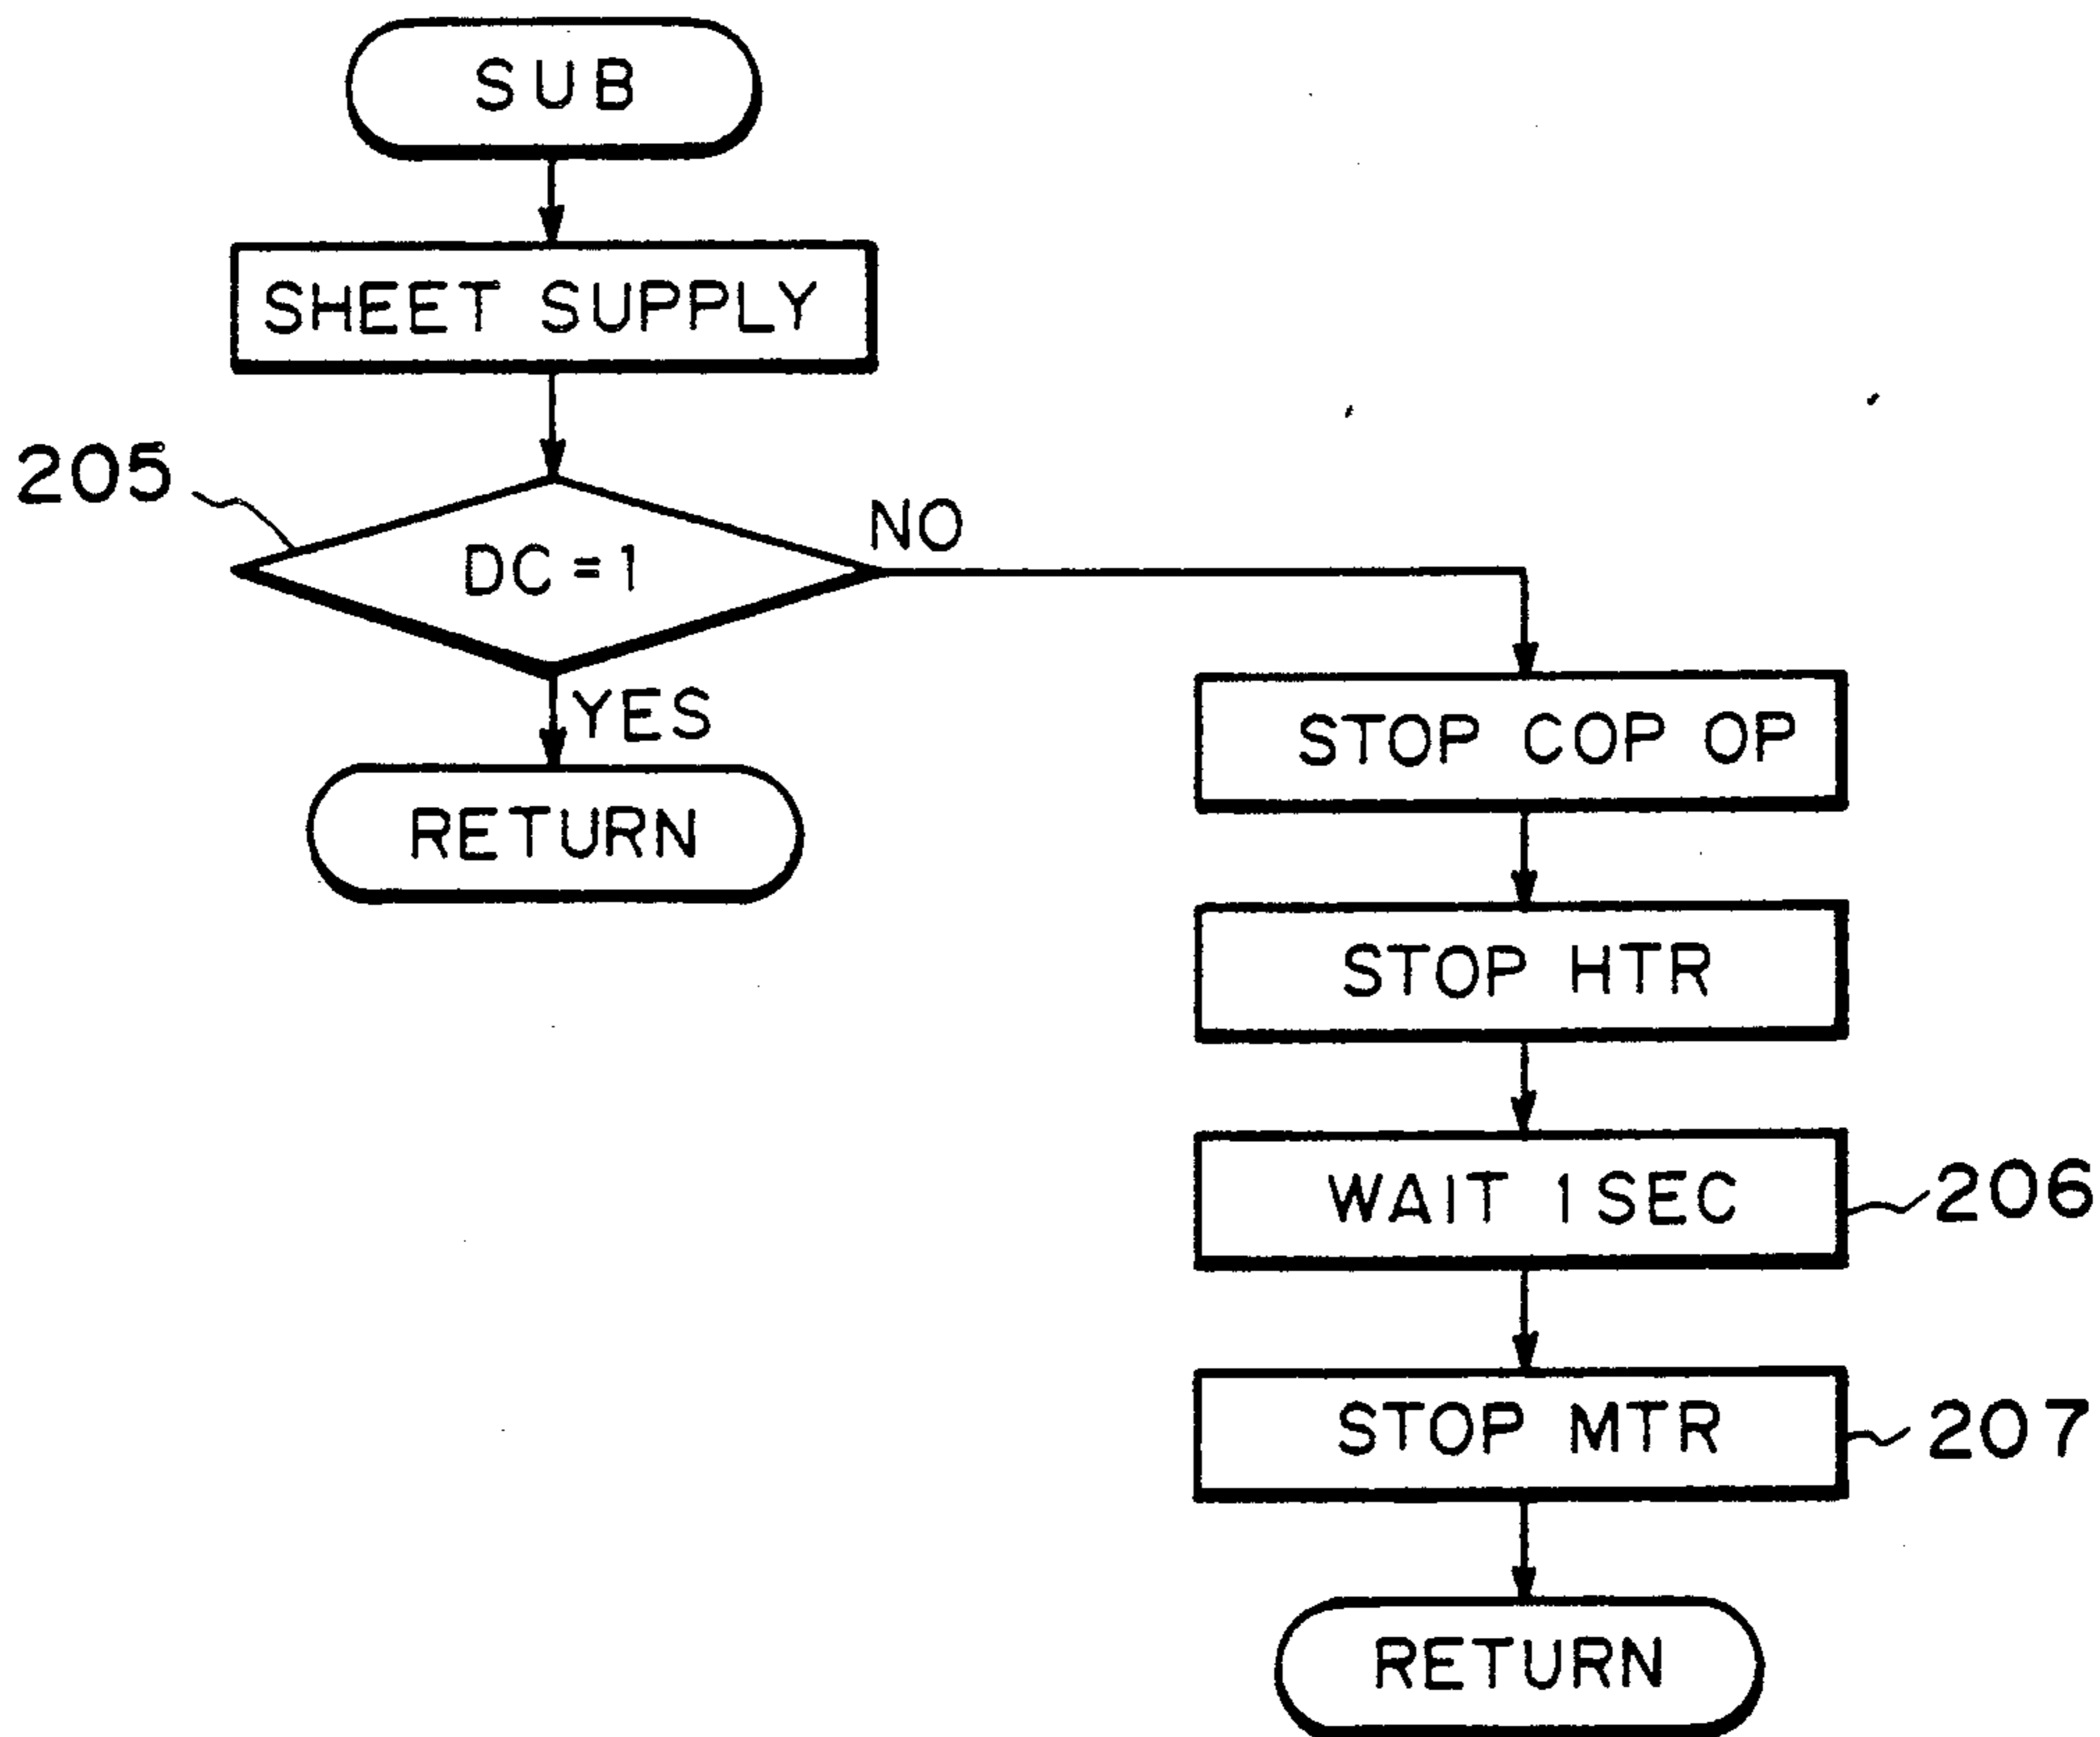 SUB
SHEET SUPPLY
205
DC=1
NO
YES
RETURN
STOP COP OP
STOP HTR
WAIT 1SEC
206
STOP MTR
207
RETURN